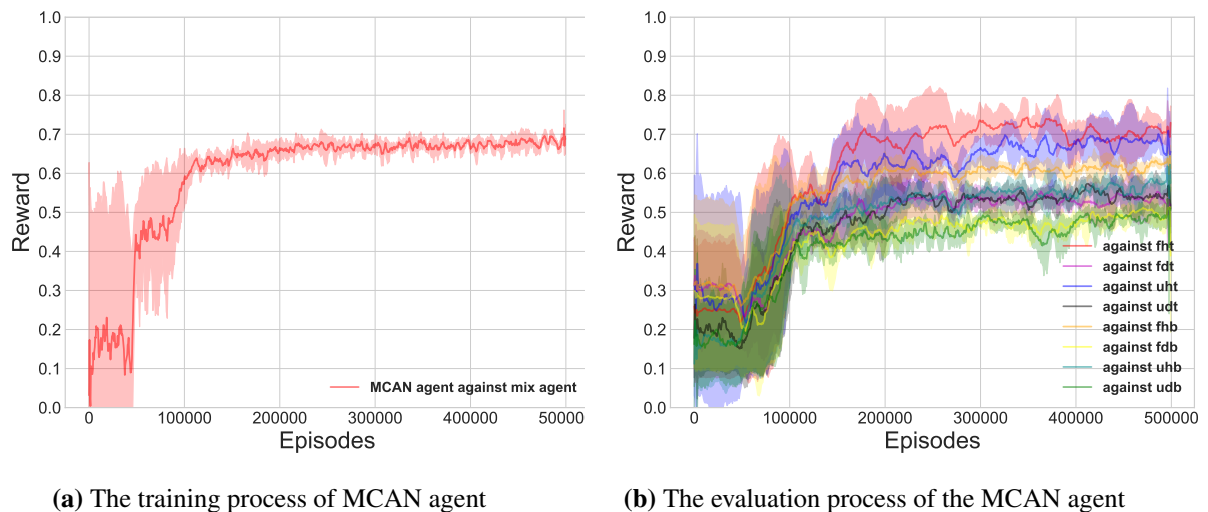 1.0
0.9
0.8
0.7
0.6
0.5
0.4
0.3
0.2
0.1
0.0
Reward
0 100000 200000 300000 400000 500000
Episodes
MCAN agent against mix agent
(a) The training process of MCAN agent
1.0
0.9
0.8
0.7
0.6
0.5
0.4
0.3
0.2
0.1
0.0
Reward
0 100000 200000 300000 400000 500000
Episodes
against fht
against fdt
against uht
against udt
against fhb
against fdb
against uhb
against udb
(b) The evaluation process of the MCAN agent